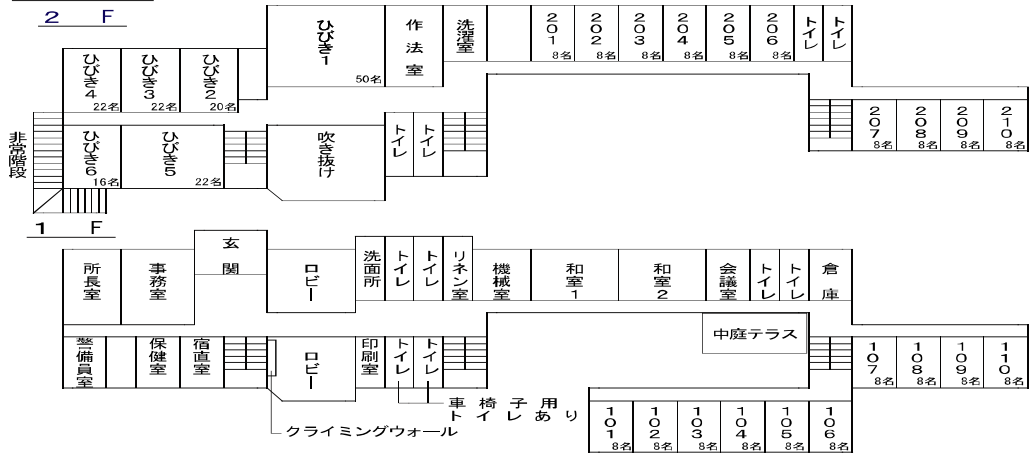 2 F
ひびき4
22名
ひびき3
22名
ひびき2
20名
ひびき1
50名
作法室
洗濯室
201
8名
202
8名
203
8名
204
8名
205
8名
206
8名
トイレ
トイレ
非常階段
ひびき6
16名
ひびき5
22名
吹き抜け
トイレ
トイレ
207
8名
208
8名
209
8名
210
8名
1 F
所長室
事務室
玄関
ロビー
洗面所
トイレ
トイレ
リネン室
機械室
和室1
和室2
会議室
トイレ
トイレ
倉庫
警備員室
保健室
宿直室
ロビー
印刷室
トイレ
トイレ
中庭テラス
107
8名
108
8名
109
8名
110
8名
車椅子用
トイレあり
クライミングウォール
101
8名
102
8名
103
8名
104
8名
105
8名
106
8名